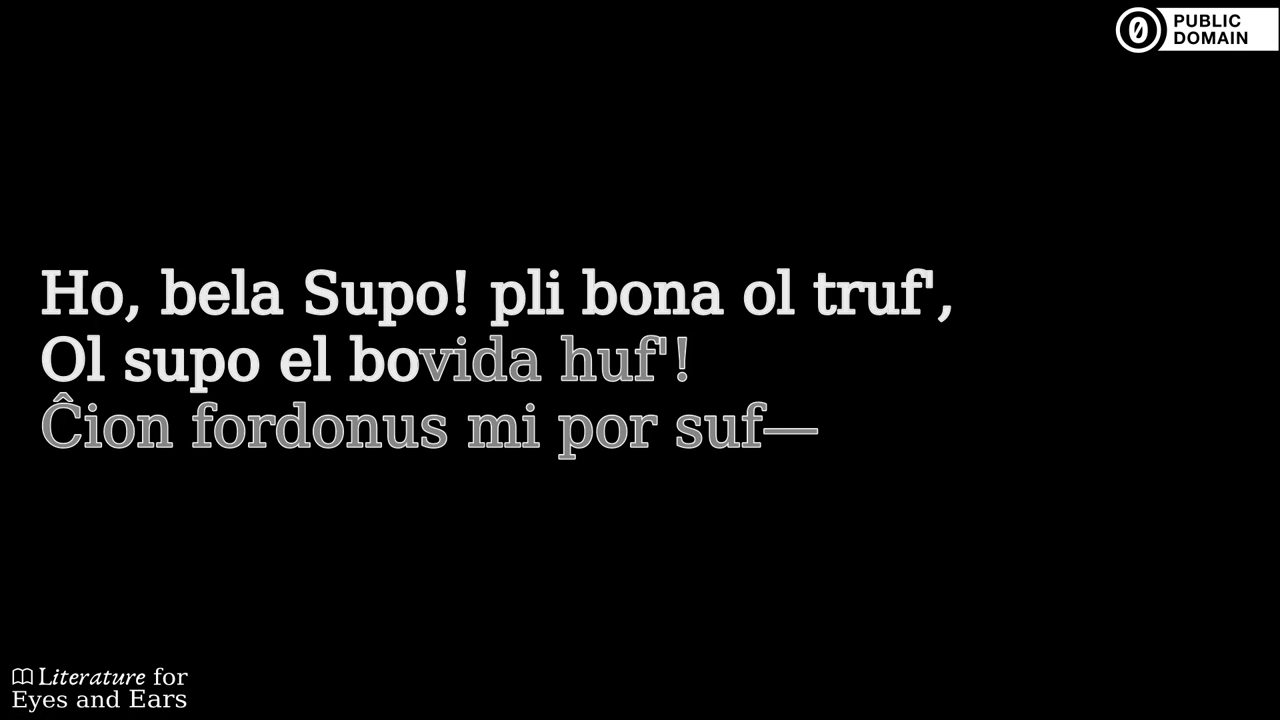 PUBLIC
DOMAIN
Ho, bela Supo! pli bona ol truf',
Ol supo el bovida huf'!
Ĉion fordonus mi por suf—
Literature for
Eyes and Ears